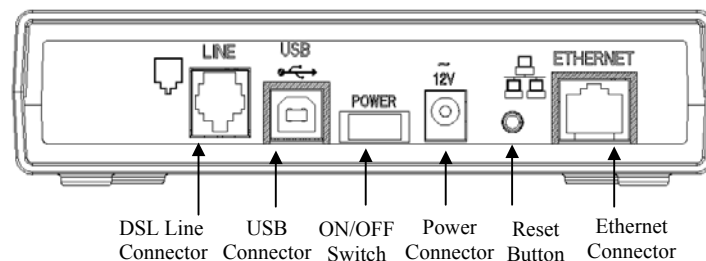 LINE
USB
ETHERNET
~
12V
POWER
DSL Line
Connector
USB
Connector
ON/OFF
Switch
Power
Connector
Reset
Button
Ethernet
Connector